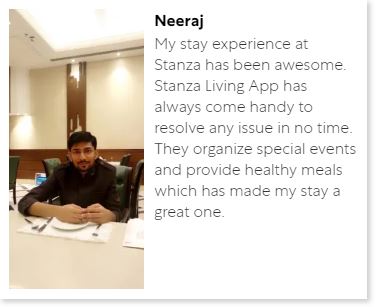 Neeraj
My stay experience at
Stanza has been awesome.
Stanza Living App has
always come handy to
resolve any issue in no time.
They organize special events
and provide healthy meals
which has made my stay a
great one.